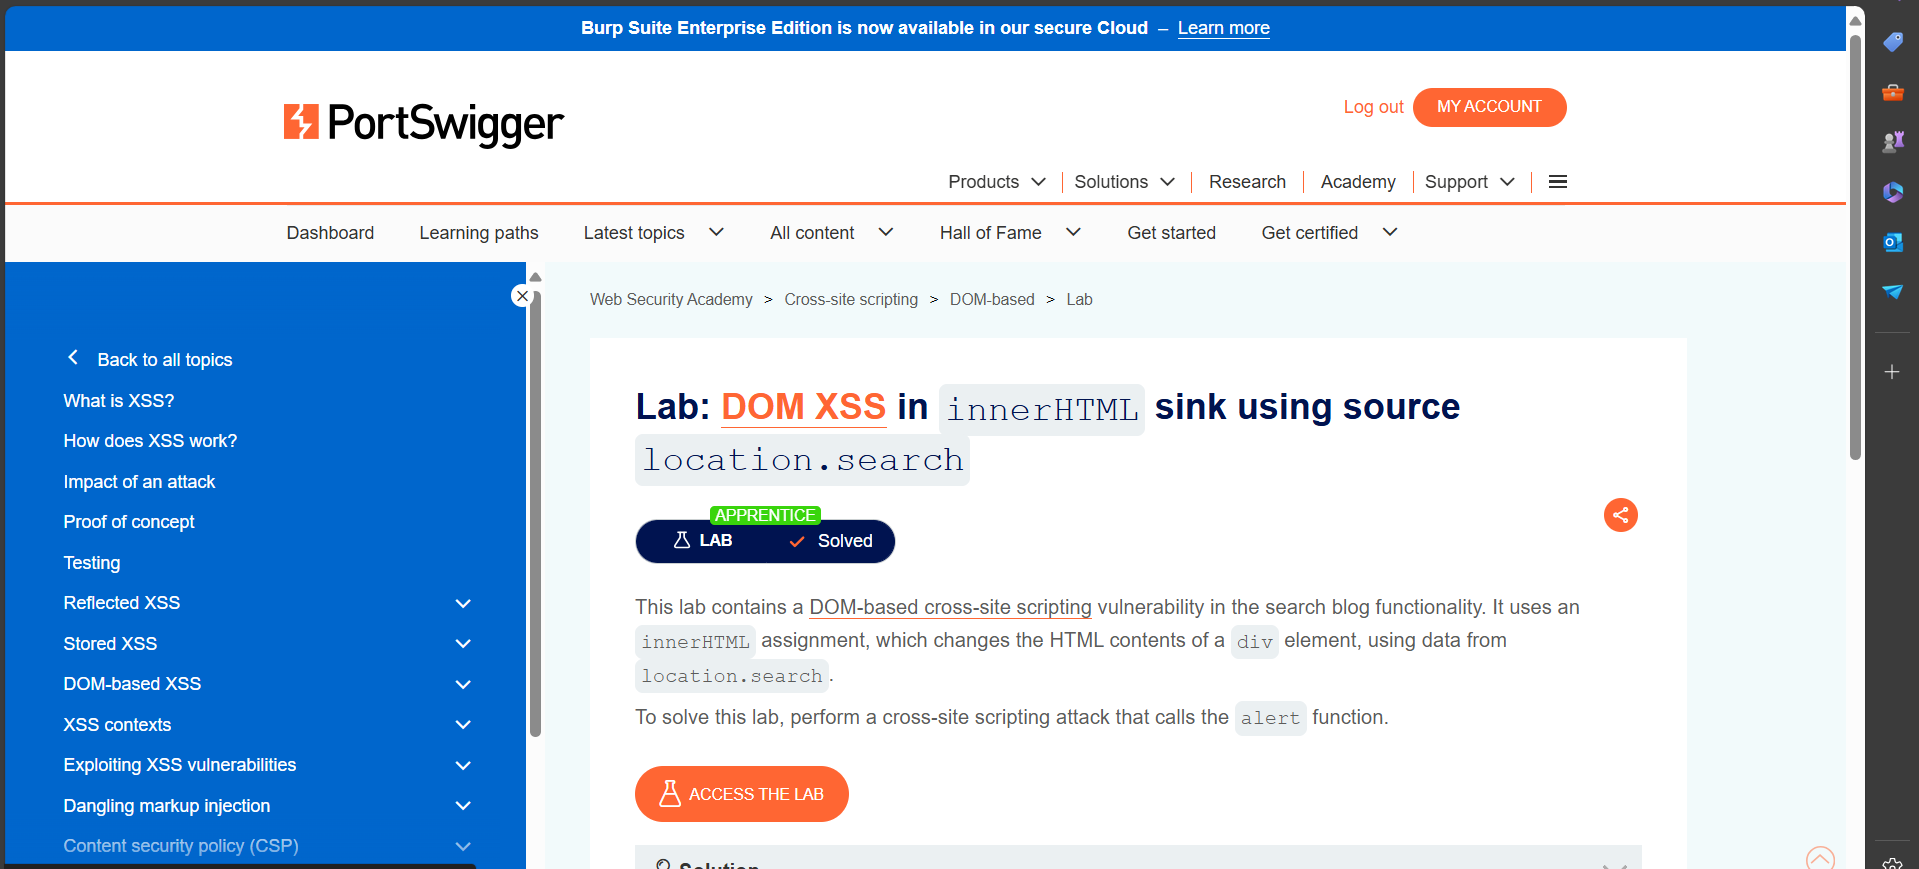 Burp Suite Enterprise Edition is now available in our secure Cloud – Learn more
PortSwigger
Log out MY ACCOUNT
Products Solutions Research Academy Support
Dashboard Learning paths Latest topics All content Hall of Fame Get started Get certified
Back to all topics
What is XSS?
How does XSS work?
Impact of an attack
Proof of concept
Testing
Reflected XSS
Stored XSS
DOM-based XSS
XSS contexts
Exploiting XSS vulnerabilities
Dangling markup injection
Content security policy (CSP)
Web Security Academy > Cross-site scripting > DOM-based > Lab
Lab: DOM XSS in innerHTML sink using source
location.search
APPRENTICE
LAB Solved
This lab contains a DOM-based cross-site scripting vulnerability in the search blog functionality. It uses an
innerHTML assignment, which changes the HTML contents of a div element, using data from
location.search.
To solve this lab, perform a cross-site scripting attack that calls the alert function.
ACCESS THE LAB
Solution